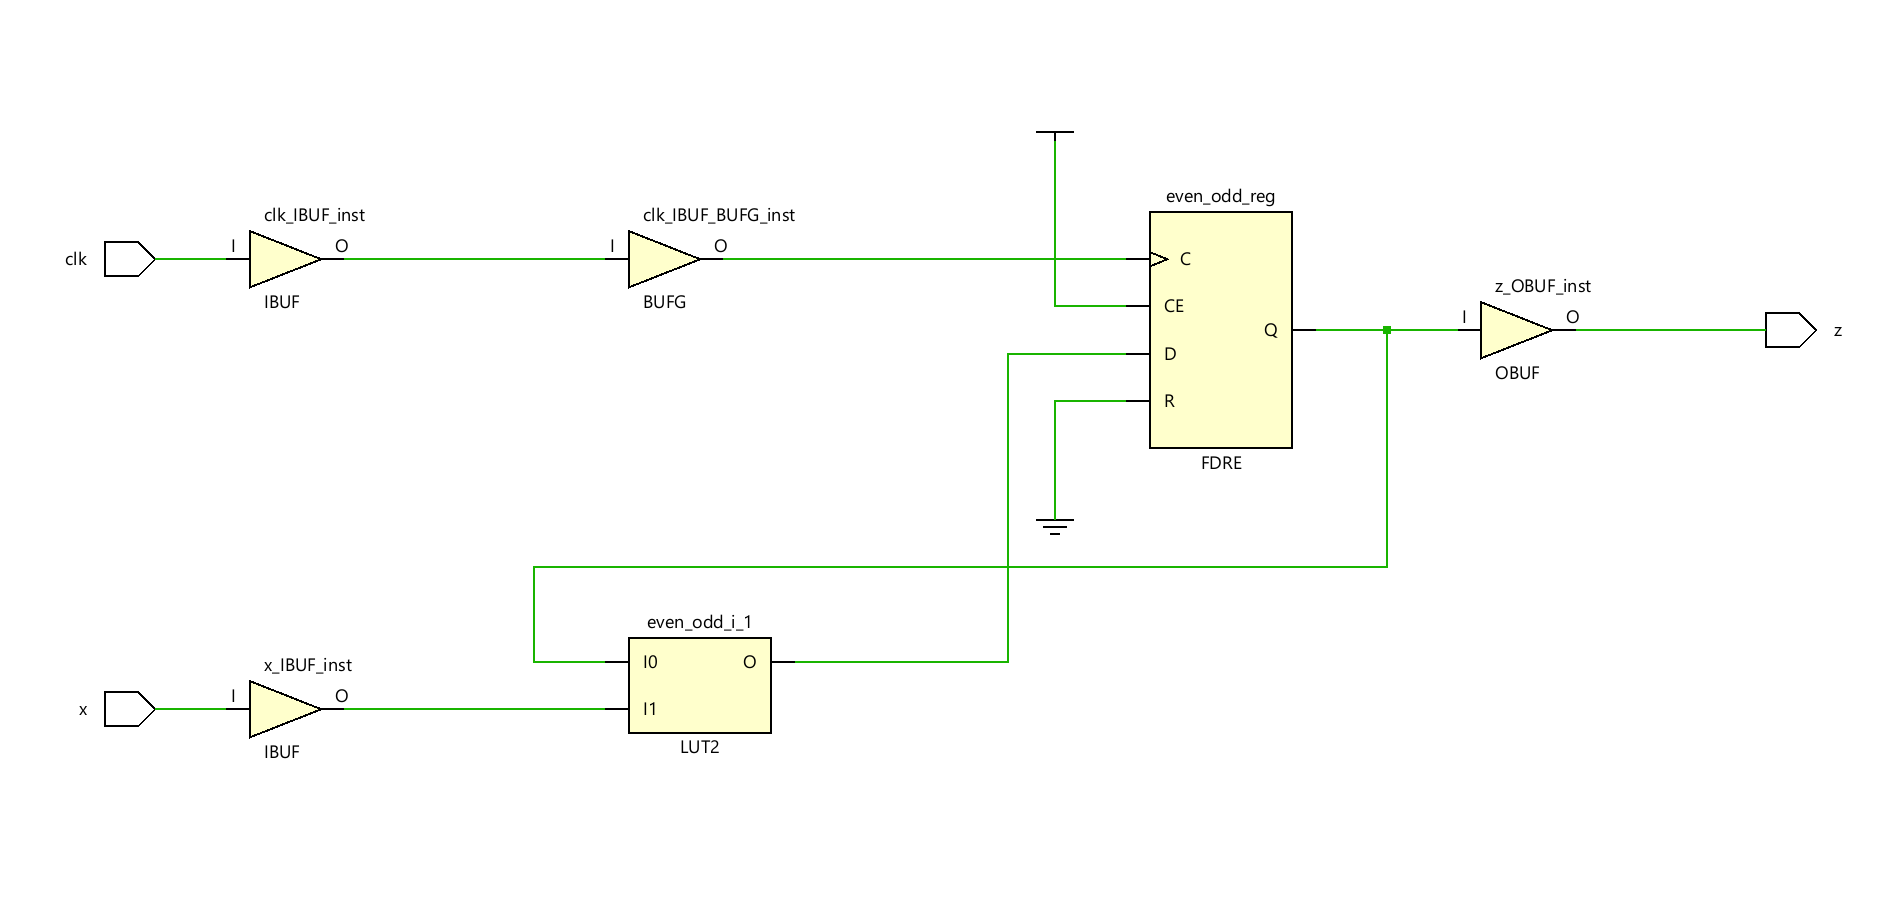 even_odd_reg
clk_IBUF_inst
clk_IBUF_BUFG_inst
clk
I
O
IBUF
I
O
BUFG
C
CE
D
R
Q
FDRE
z_OBUF_inst
I
O
OBUF
z
even_odd_i_1
x_IBUF_inst
x
I
O
IBUF
I0
I1
O
LUT2